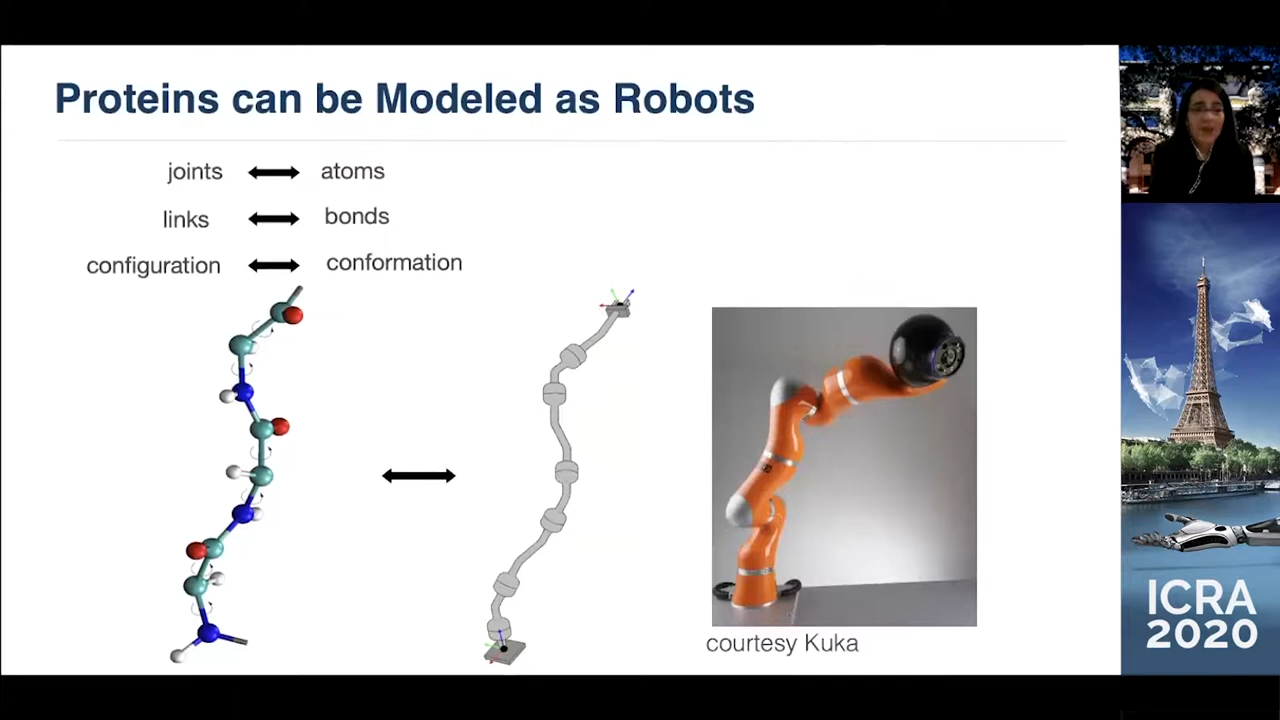 Proteins can be Modeled as Robots
joints atoms
links bonds
configuration conformation
courtesy Kuka
ICRA
2020